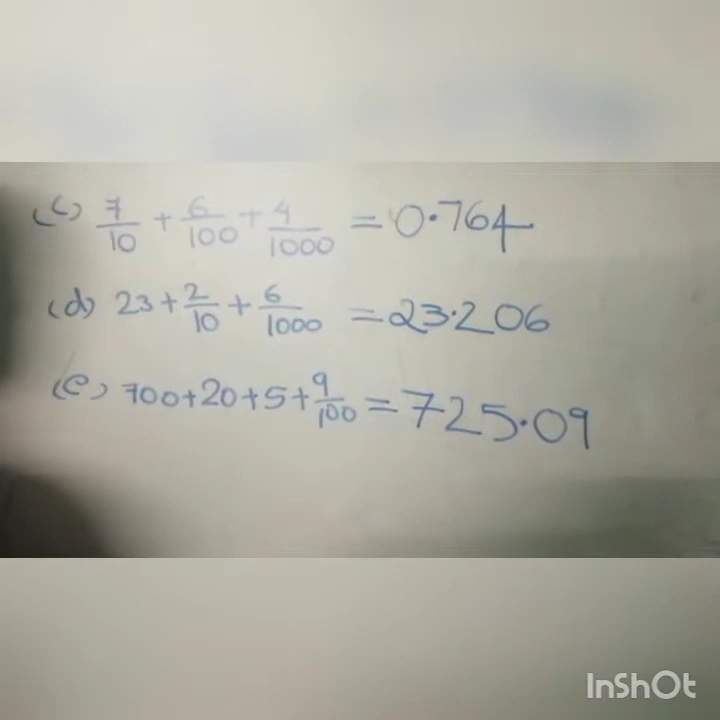 (c) 7/10 + 6/100 + 4/1000 = 0.764
(d) 23 + 2/10 + 6/1000 = 23.206
(e) 700+20+5+9/100 = 725.09
InShOt